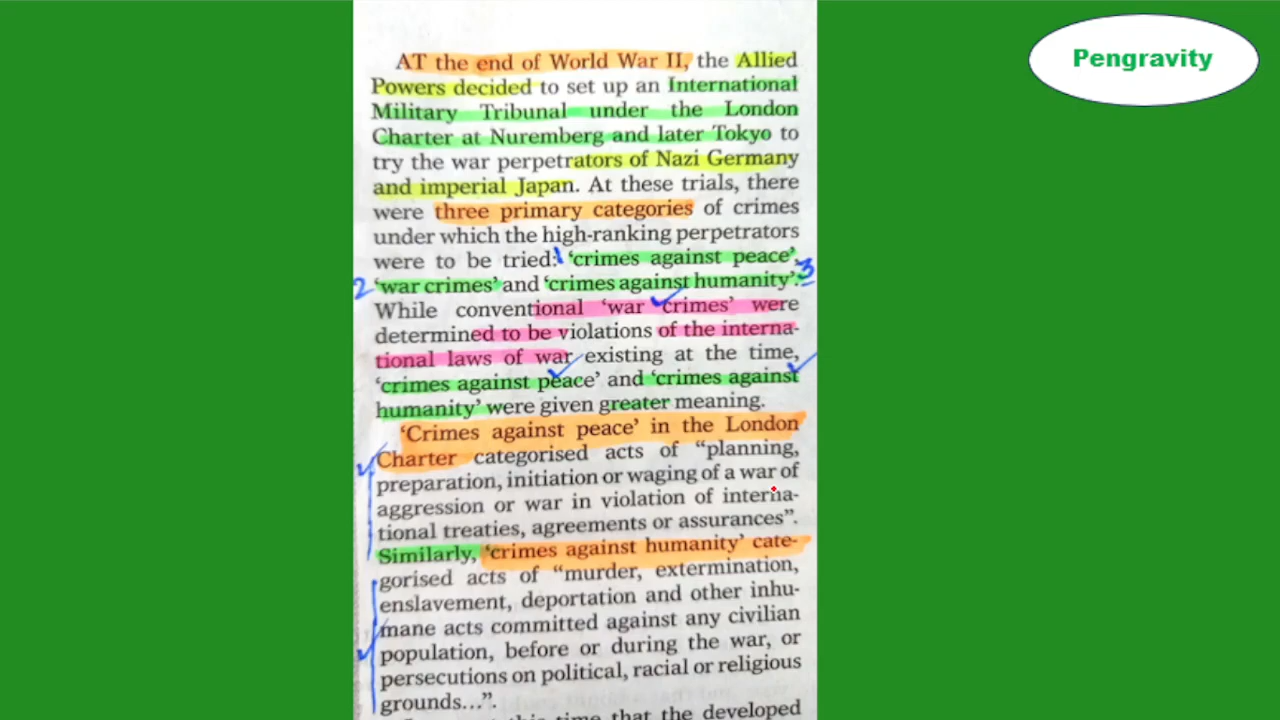 Pengravity
AT the end of World War II, the Allied
Powers decided to set up an International
Military Tribunal under the London
Charter at Nuremberg and later Tokyo to
try the war perpetrators of Nazi Germany
and imperial Japan. At these trials, there
were three primary categories of crimes
under which the high-ranking perpetrators
were to be tried:1 ‘crimes against peace’,
2 ‘war crimes’ and ‘crimes against humanity’. 3
While conventional ‘war crimes’ were
determined to be violations of the interna-
tional laws of war existing at the time,
‘crimes against peace’ and ‘crimes against
humanity’ were given greater meaning.
‘Crimes against peace’ in the London
Charter categorised acts of “planning,
preparation, initiation or waging of a war of
aggression or war in violation of interna-
tional treaties, agreements or assurances”.
Similarly, ‘crimes against humanity’ cate-
gorised acts of “murder, extermination,
enslavement, deportation and other inhu-
mane acts committed against any civilian
population, before or during the war, or
persecutions on political, racial or religious
grounds...”.
this time that the developed